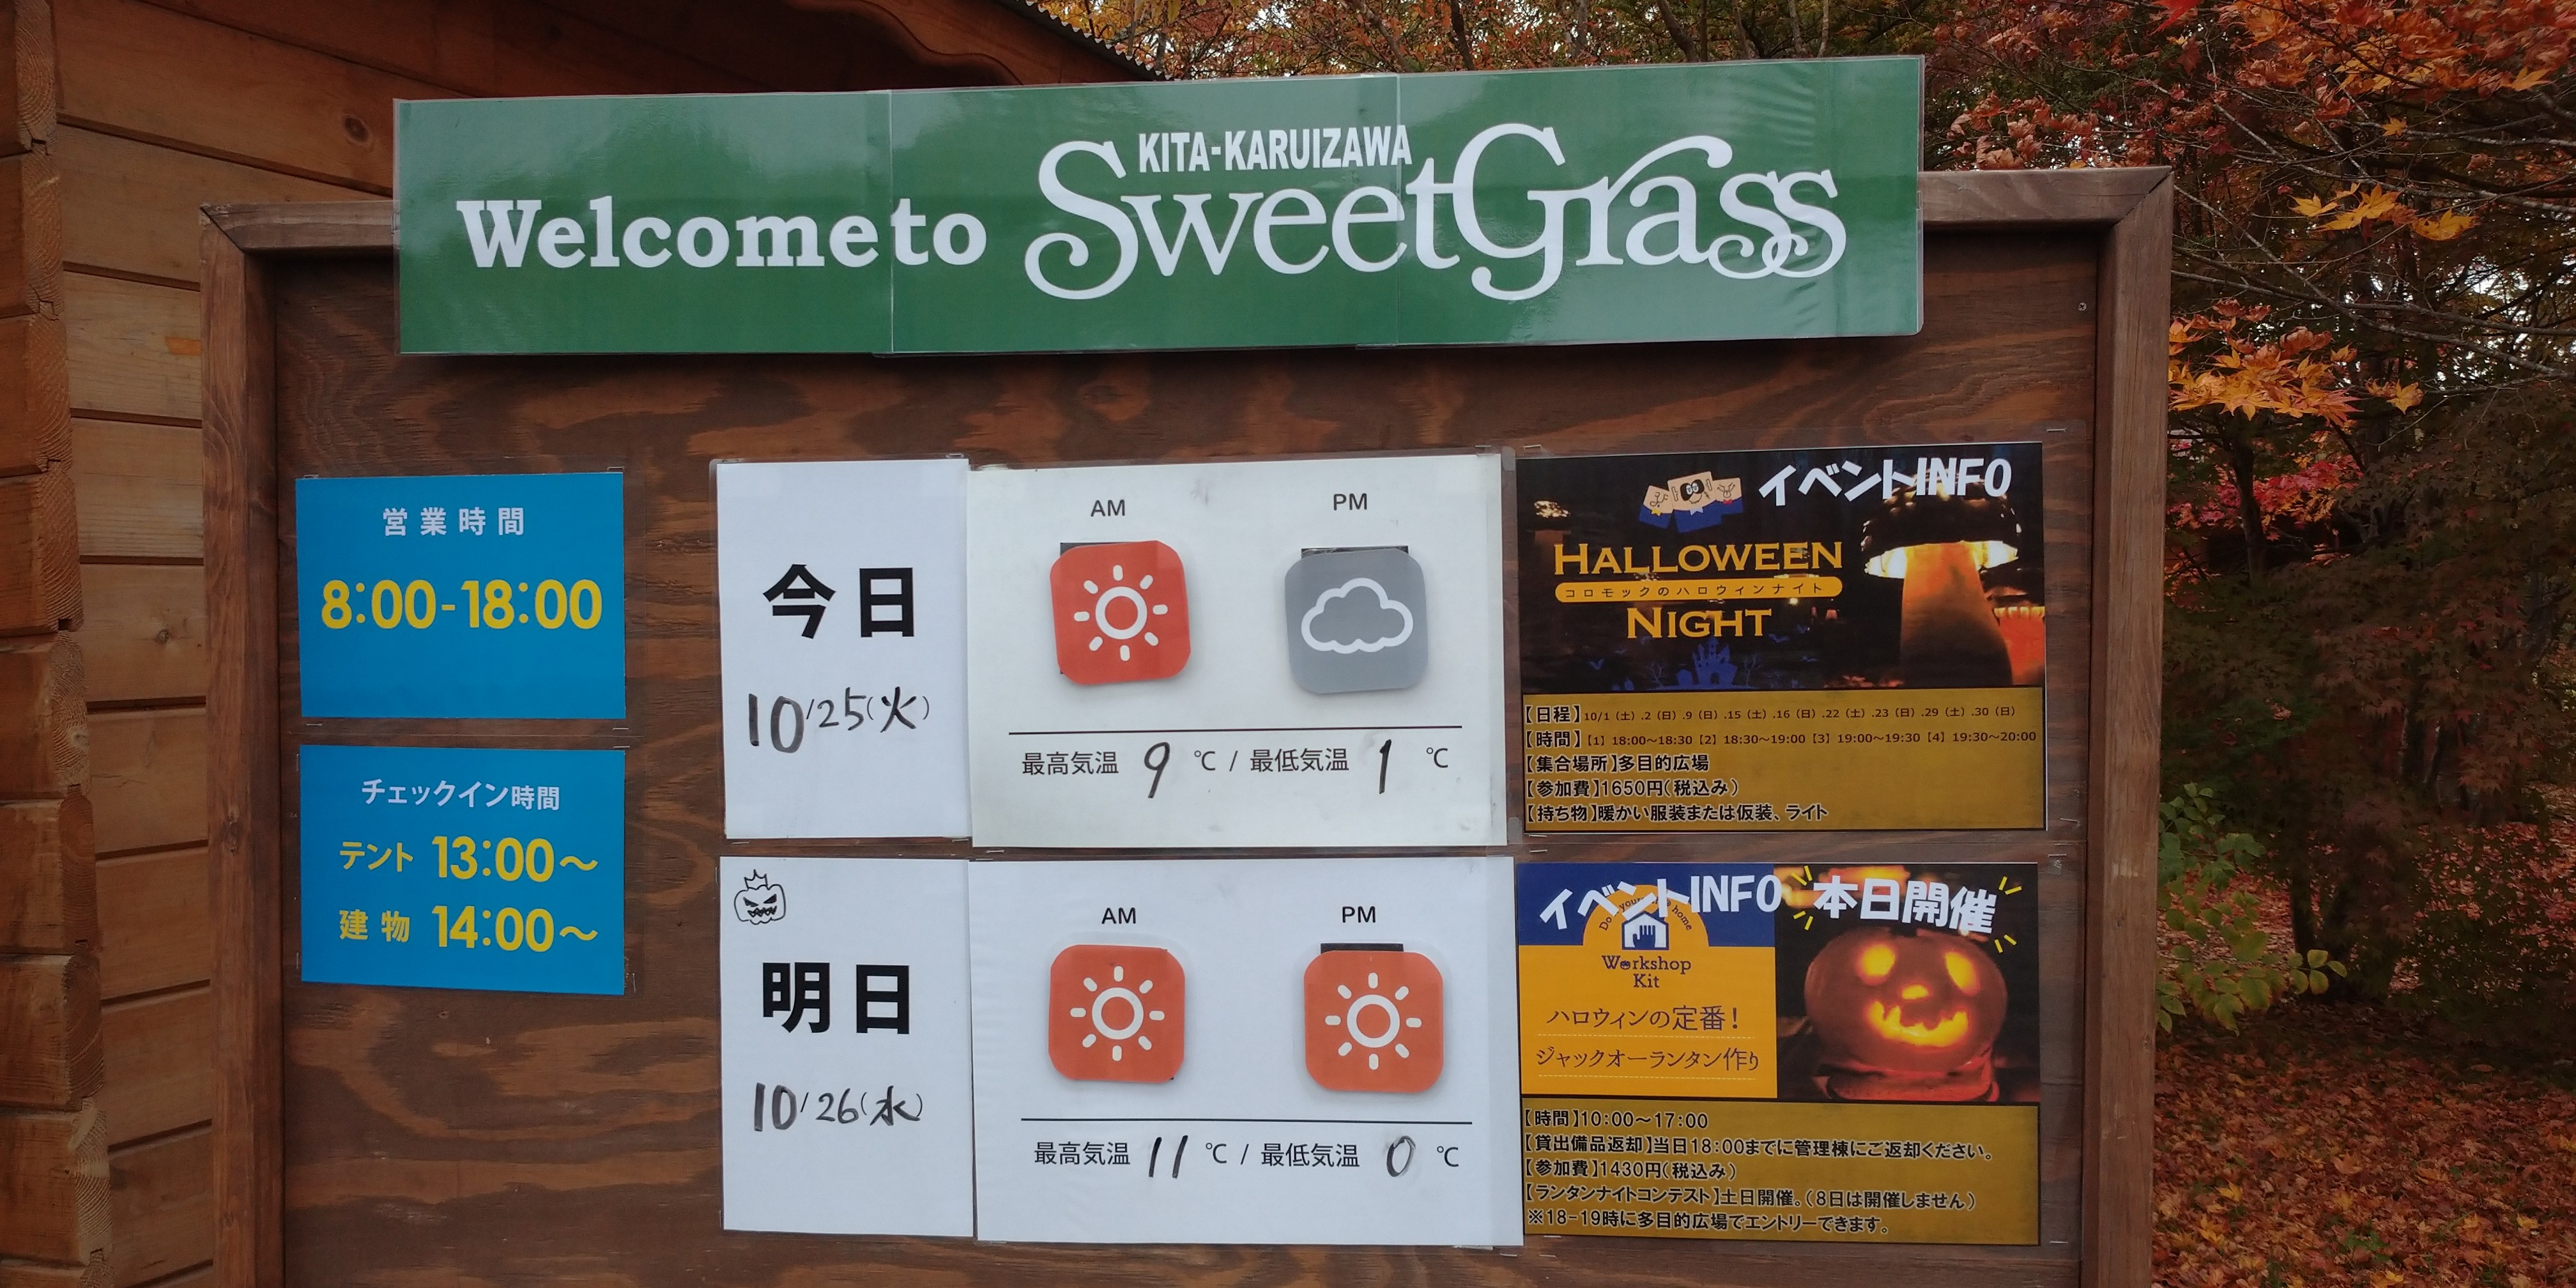 KITA-KARUIZAWA
Welcome to SweetGrass
営業時間
8:00-18:00
チェックイン時間
テント 13:00〜
建物 14:00〜
今日
10/25(火)
AM PM
最高気温 9 ℃ / 最低気温 1 ℃
明日
10/26(水)
AM PM
最高気温 11 ℃ / 最低気温 0 ℃
イベントINFO
HALLOWEEN
コロモックのハロウィンナイト
NIGHT
【日程】10/1（土）.2（日）.9（日）.15（土）.16（日）.22（土）.23（日）.29（土）.30（日）
【時間】【1】18:00〜18:30【2】18:30〜19:00【3】19:00〜19:30【4】19:30〜20:00
【集合場所】多目的広場
【参加費】1650円(税込み)
【持ち物】暖かい服装または仮装、ライト
イベントINFO 本日開催
home
Workshop
Kit
ハロウィンの定番！
ジャックオーランタン作り
【時間】10:00〜17:00
【貸出備品返却】当日18:00までに管理棟にご返却ください。
【参加費】1430円(税込み)
【ランタンナイトコンテスト】土日開催。(8日は開催しません)
※18-19時に多目的広場でエントリーできます。